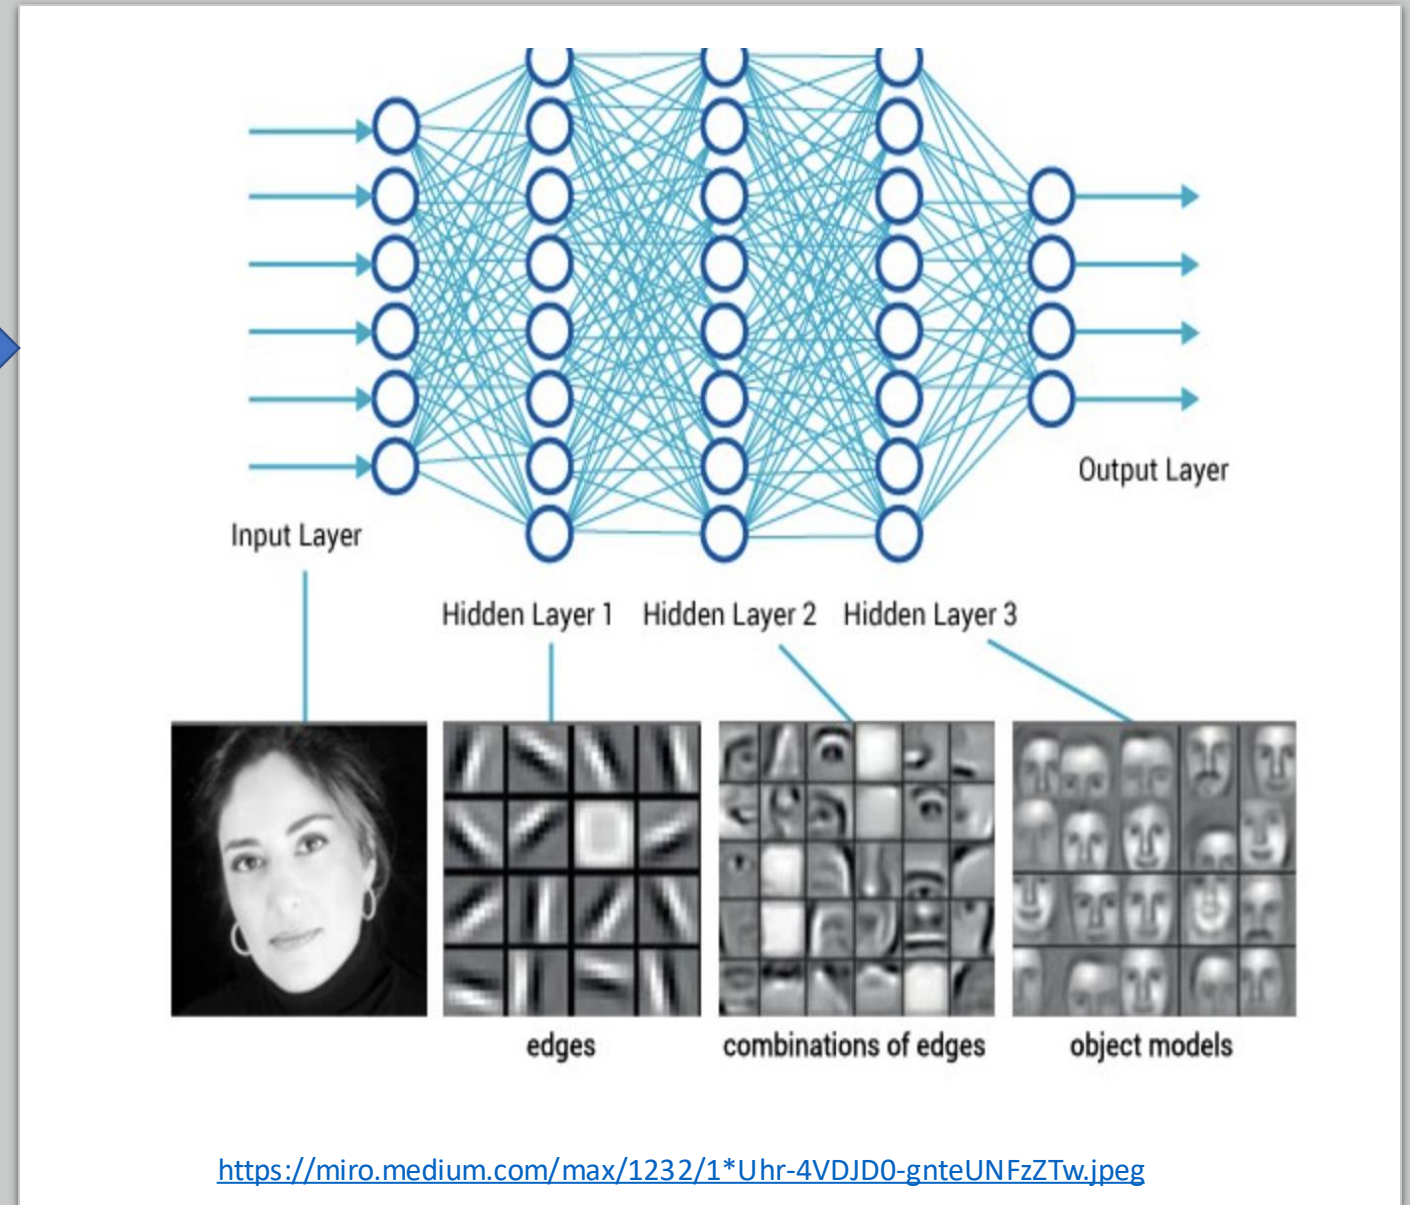 Output Layer
Input Layer
Hidden Layer 1
Hidden Layer 2
Hidden Layer 3
edges
combinations of edges
object models
https://miro.medium.com/max/1232/1*Uhr-4VDJD0-gnteUNFzZTw.jpeg